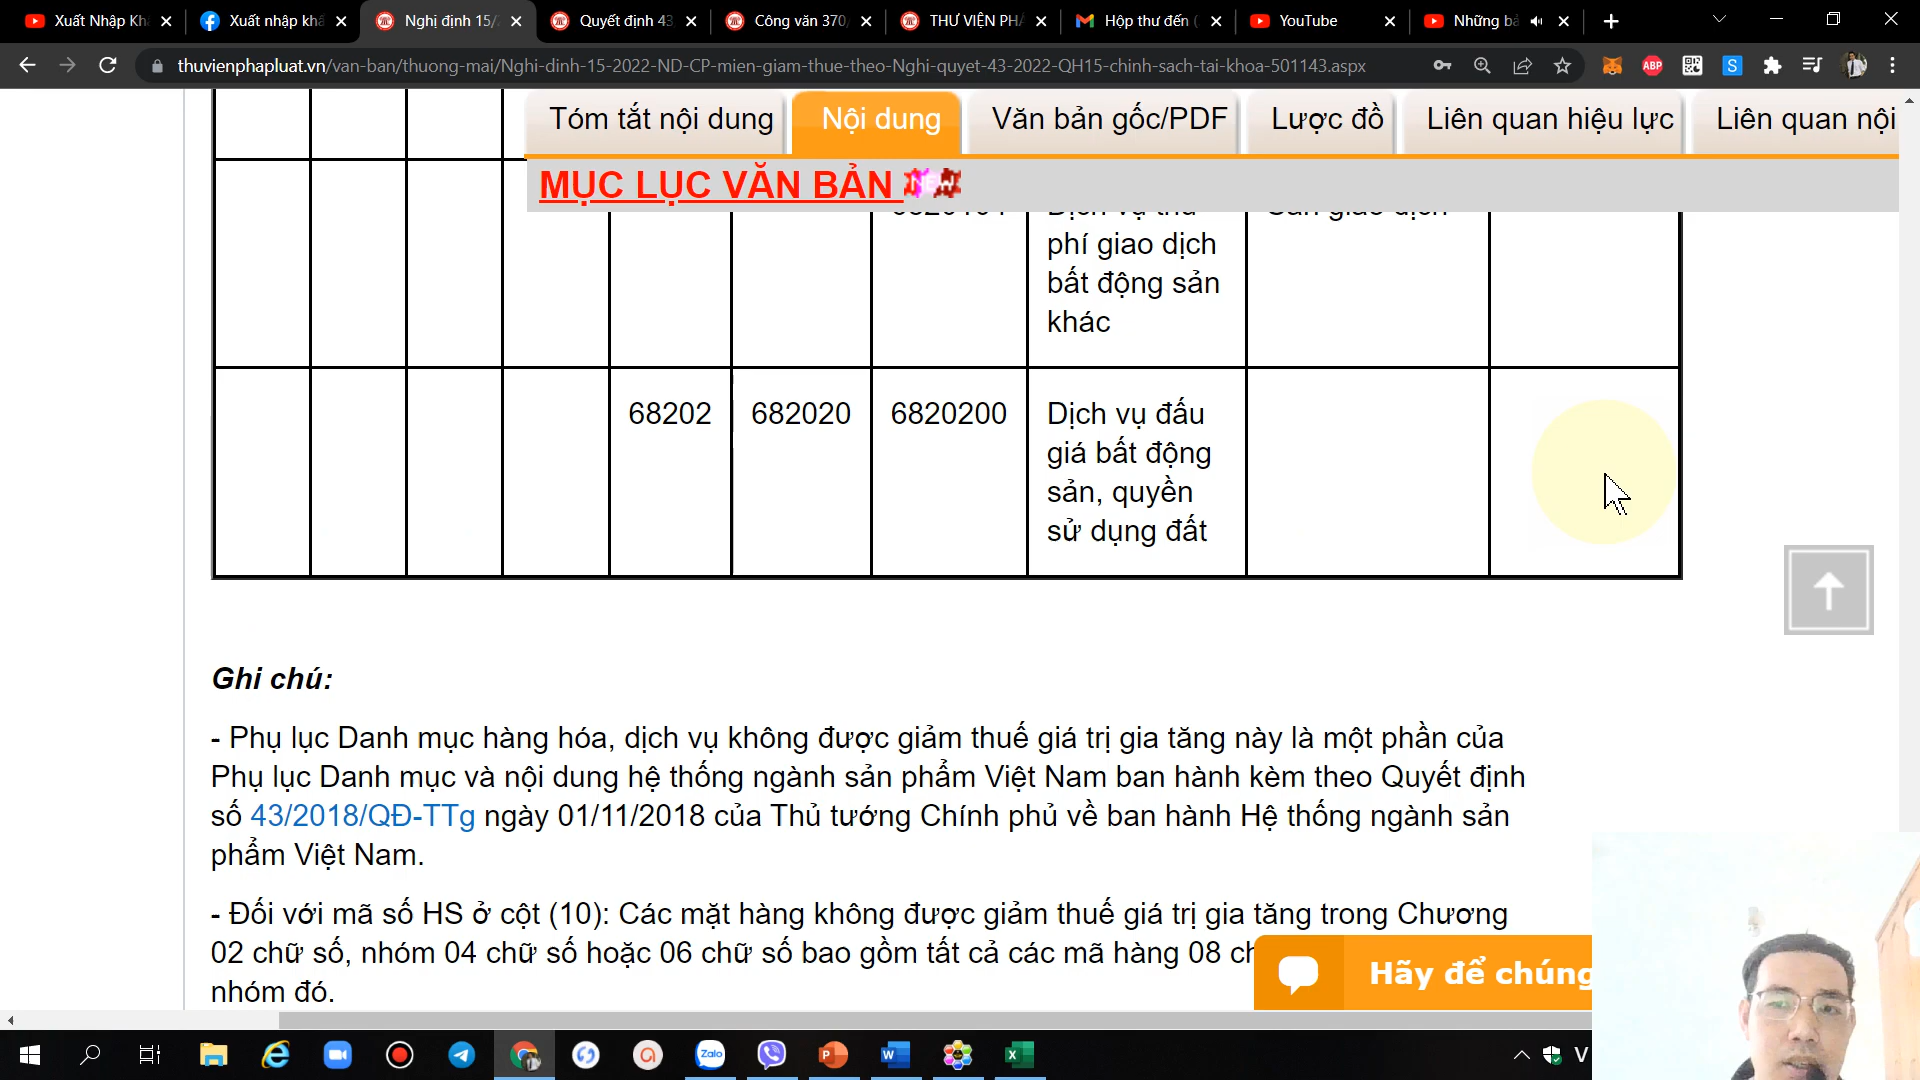 Xuất Nhập Kh
Xuất nhập khẩ
Nghị định 15/
Quyết định 43
Công văn 370
THƯ VIỆN PHÁ
Hộp thư đến (
YouTube
Những bả
thuvienphapluat.vn/van-ban/thuong-mai/Nghi-dinh-15-2022-ND-CP-mien-giam-thue-theo-Nghi-quyet-43-2022-QH15-chinh-sach-tai-khoa-501143.aspx
ABP
S
Tóm tắt nội dung
Nội dung
Văn bản gốc/PDF
Lược đồ
Liên quan hiệu lực
Liên quan nội
MỤC LỤC VĂN BẢN NEW
phí giao dịch
bất động sản
khác
68202 682020 6820200 Dịch vụ đấu
giá bất động
sản, quyền
sử dụng đất
Ghi chú:
- Phụ lục Danh mục hàng hóa, dịch vụ không được giảm thuế giá trị gia tăng này là một phần của
Phụ lục Danh mục và nội dung hệ thống ngành sản phẩm Việt Nam ban hành kèm theo Quyết định
số 43/2018/QĐ-TTg ngày 01/11/2018 của Thủ tướng Chính phủ về ban hành Hệ thống ngành sản
phẩm Việt Nam.
- Đối với mã số HS ở cột (10): Các mặt hàng không được giảm thuế giá trị gia tăng trong Chương
02 chữ số, nhóm 04 chữ số hoặc 06 chữ số bao gồm tất cả các mã hàng 08 ch
nhóm đó.
Hãy để chúng
Zalo
V